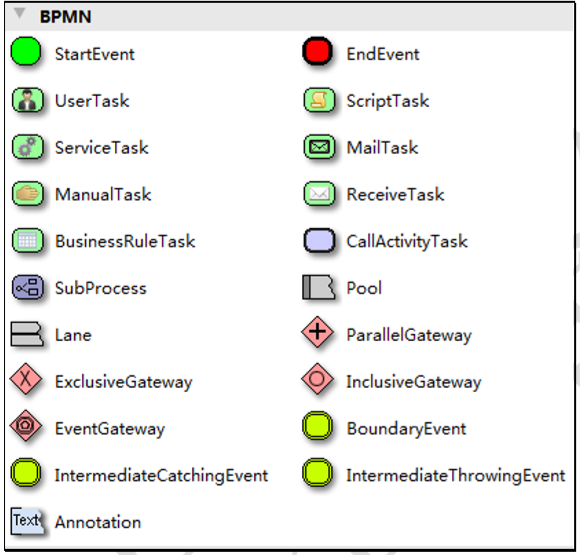 BPMN
StartEvent
EndEvent
UserTask
ScriptTask
ServiceTask
MailTask
ManualTask
ReceiveTask
BusinessRuleTask
CallActivityTask
SubProcess
Pool
Lane
ParallelGateway
ExclusiveGateway
InclusiveGateway
EventGateway
BoundaryEvent
IntermediateCatchingEvent
IntermediateThrowingEvent
Text
Annotation